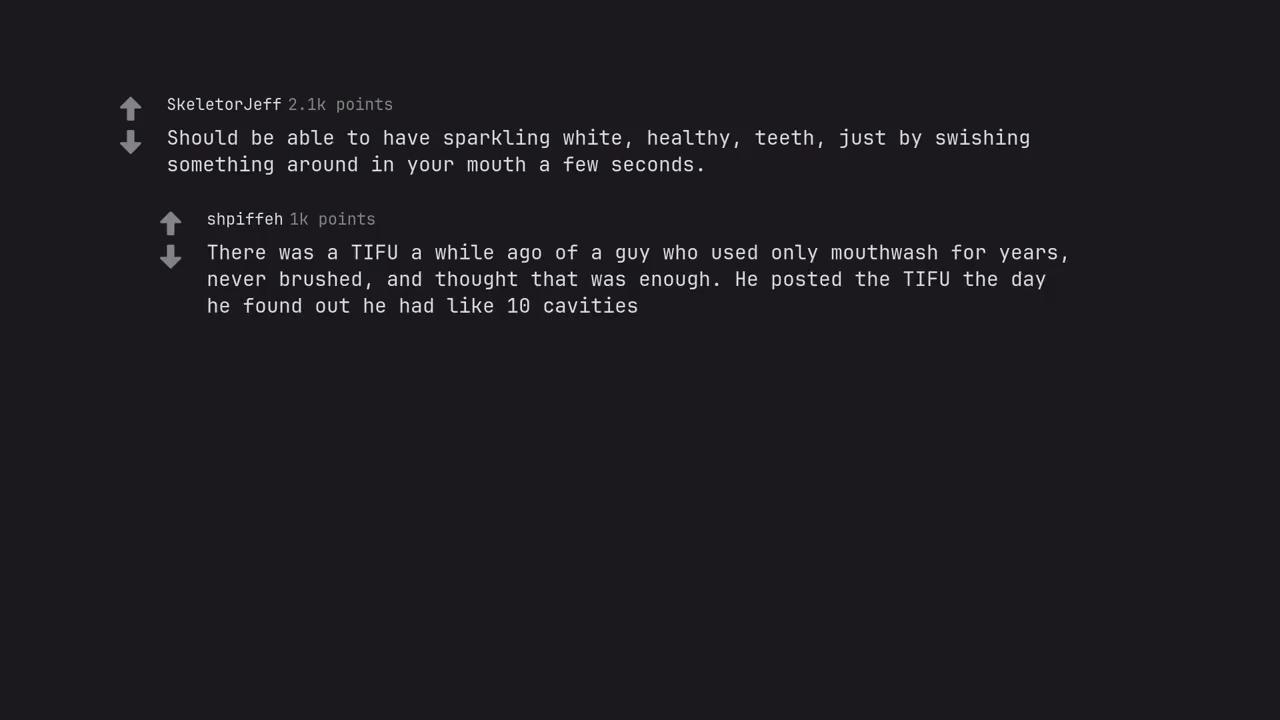 SkeletorJeff 2.1k points
Should be able to have sparkling white, healthy, teeth, just by swishing
something around in your mouth a few seconds.
shpiffeh 1k points
There was a TIFU a while ago of a guy who used only mouthwash for years,
never brushed, and thought that was enough. He posted the TIFU the day
he found out he had like 10 cavities